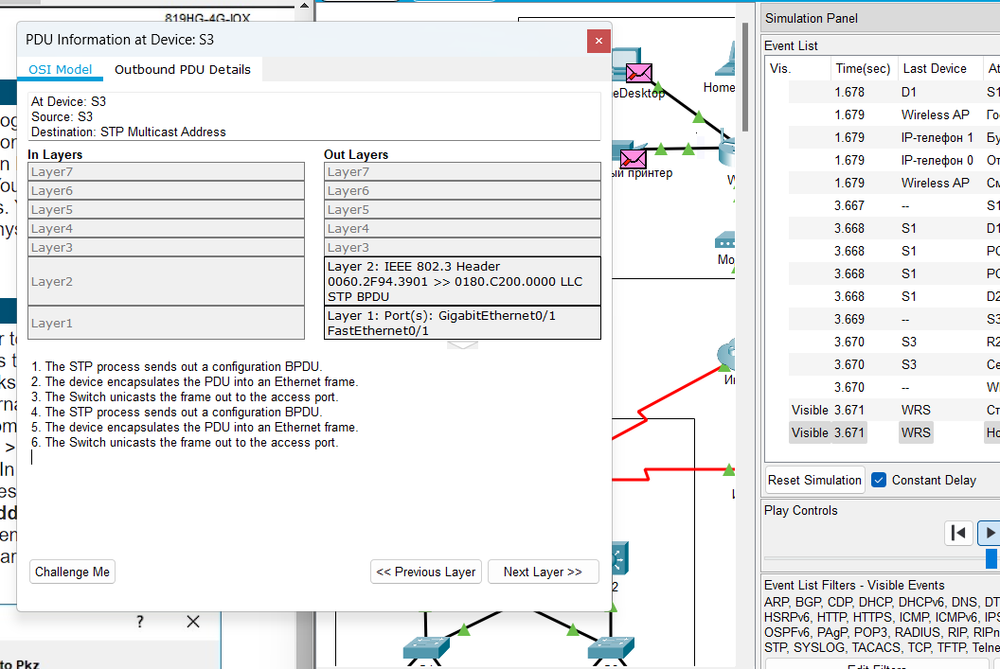 819HG-4G-IOX
PDU Information at Device: S3
OSI Model
Outbound PDU Details
At Device: S3
Source: S3
Destination: STP Multicast Address
In Layers
Out Layers
Layer7
Layer6
Layer5
Layer4
Layer3
Layer2
Layer1
Layer7
Layer6
Layer5
Layer4
Layer3
Layer 2: IEEE 802.3 Header
0060.2F94.3901 >> 0180.C200.0000 LLC
STP BPDU
Layer 1: Port(s): GigabitEthernet0/1
FastEthernet0/1
1. The STP process sends out a configuration BPDU.
2. The device encapsulates the PDU into an Ethernet frame.
3. The Switch unicasts the frame out to the access port.
4. The STP process sends out a configuration BPDU.
5. The device encapsulates the PDU into an Ethernet frame.
6. The Switch unicasts the frame out to the access port.
Challenge Me
<< Previous Layer
Next Layer >>
?
to Pkz
eDesktop
Home
ый принтер
W
Mo
Ин
2
Simulation Panel
Event List
Vis. Time(sec) Last Device At
1.678 D1 S1
1.679 Wireless AP Го
1.679 IP-телефон 1 Бу
1.679 IP-телефон 0 От
1.679 Wireless AP См
3.667 -- S1
3.668 S1 D1
3.668 S1 PC
3.668 S1 PC
3.668 S1 D2
3.669 -- S3
3.670 S3 R2
3.670 S3 Се
3.670 -- WI
Visible 3.671 WRS Ст
Visible 3.671 WRS Но
Reset Simulation
Constant Delay
Play Controls
Event List Filters - Visible Events
ARP, BGP, CDP, DHCP, DHCPv6, DNS, DT
HSRPv6, HTTP, HTTPS, ICMP, ICMPv6, IPS
OSPFv6, PAgP, POP3, RADIUS, RIP, RIPn
STP, SYSLOG, TACACS, TCP, TFTP, Telne
Edit Filters